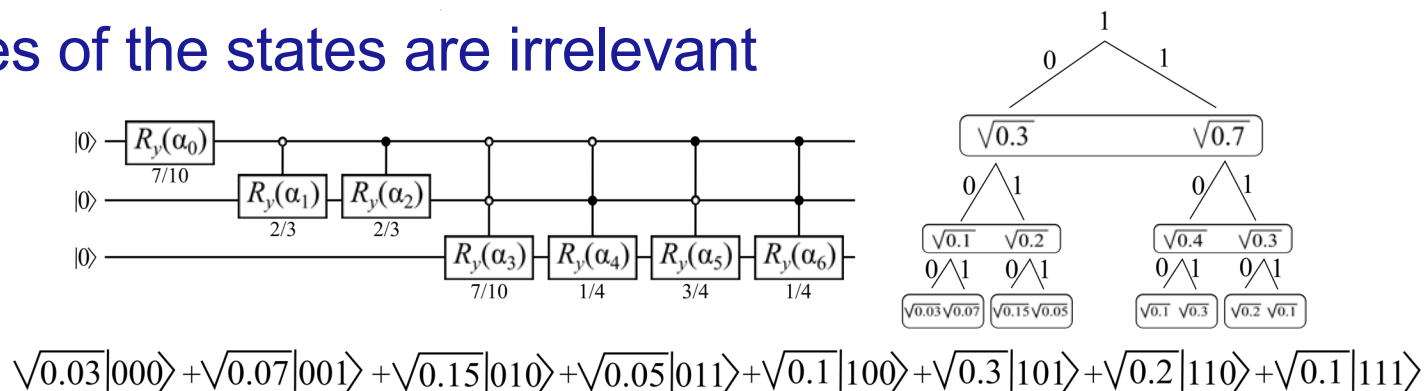 es of the states are irrelevant
|0⟩ R_y(α₀)
7/10
|0⟩ R_y(α₁) R_y(α₂)
2/3 2/3
|0⟩ R_y(α₃) R_y(α₄) R_y(α₅) R_y(α₆)
7/10 1/4 3/4 1/4
1
0 1
√0.3 √0.7
0 1 0 1
√0.1 √0.2 √0.4 √0.3
0 1 0 1 0 1 0 1
√0.03 √0.07 √0.15 √0.05 √0.1 √0.3 √0.2 √0.1
√0.03|000⟩ +√0.07|001⟩ +√0.15|010⟩+√0.05|011⟩+√0.1|100⟩+√0.3|101⟩+√0.2|110⟩+√0.1|111⟩